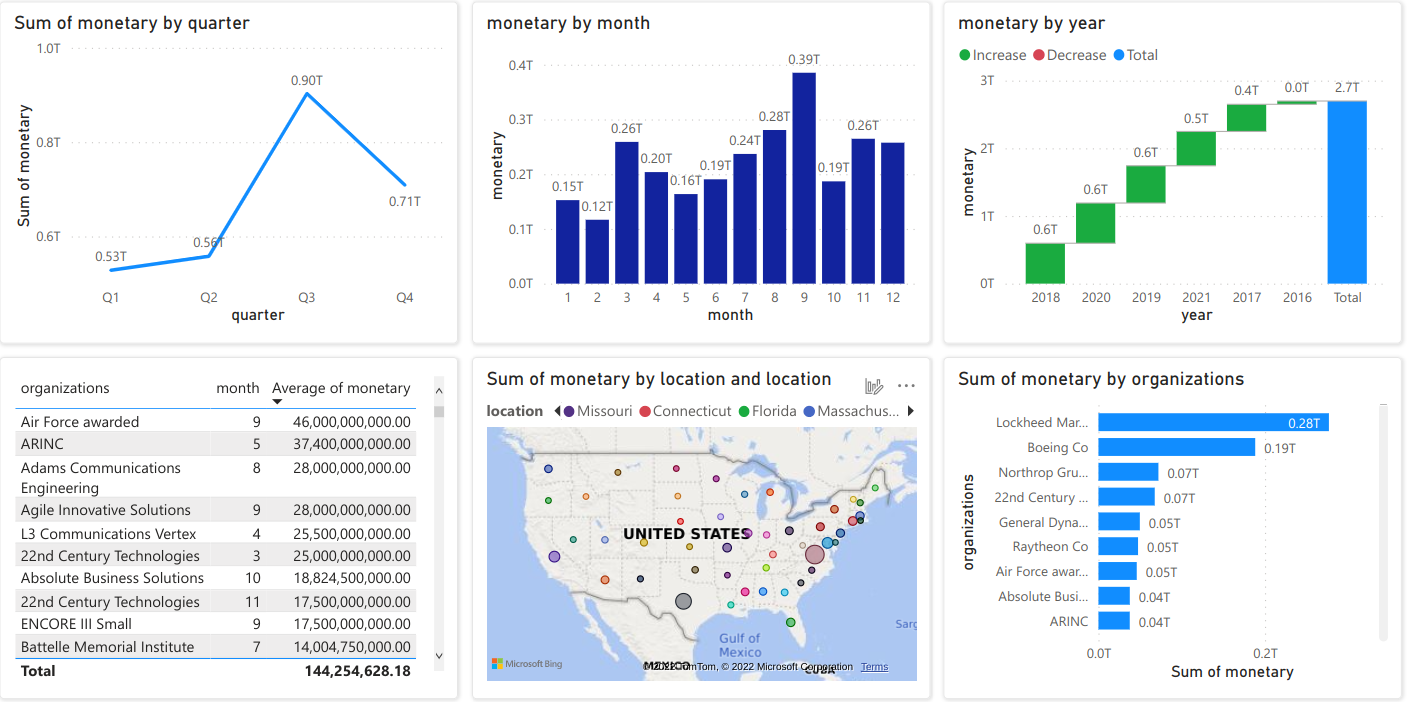 Sum of monetary by quarter
1.0T
0.8T
0.6T
Sum of monetary
0.53T
0.56T
0.90T
0.71T
Q1 Q2 Q3 Q4
quarter
monetary by month
0.4T
0.3T
0.2T
0.1T
0.0T
monetary
0.15T 0.12T 0.26T 0.20T 0.16T 0.19T 0.24T 0.28T 0.39T 0.19T 0.26T
1 2 3 4 5 6 7 8 9 10 11 12
month
monetary by year
Increase Decrease Total
3T
2T
1T
0T
monetary
0.6T 0.6T 0.6T 0.5T 0.4T 0.0T 2.7T
2018 2020 2019 2021 2017 2016 Total
year
organizations month Average of monetary
Air Force awarded 9 46,000,000,000.00
ARINC 5 37,400,000,000.00
Adams Communications
Engineering 8 28,000,000,000.00
Agile Innovative Solutions 9 28,000,000,000.00
L3 Communications Vertex 4 25,500,000,000.00
22nd Century Technologies 3 25,000,000,000.00
Absolute Business Solutions 10 18,824,500,000.00
22nd Century Technologies 11 17,500,000,000.00
ENCORE III Small 9 17,500,000,000.00
Battelle Memorial Institute 7 14,004,750,000.00
Total 144,254,628.18
Sum of monetary by location and location
location Missouri Connecticut Florida Massachus...
UNITED STATES
Sarg
Gulf of
Mexico
MEXICO
CUBA
Microsoft Bing
TomTom, © 2022 Microsoft Corporation Terms
Sum of monetary by organizations
organizations
Lockheed Mar... 0.28T
Boeing Co 0.19T
Northrop Gru... 0.07T
22nd Century ... 0.07T
General Dyna... 0.05T
Raytheon Co 0.05T
Air Force awar... 0.05T
Absolute Busi... 0.04T
ARINC 0.04T
0.0T 0.2T
Sum of monetary